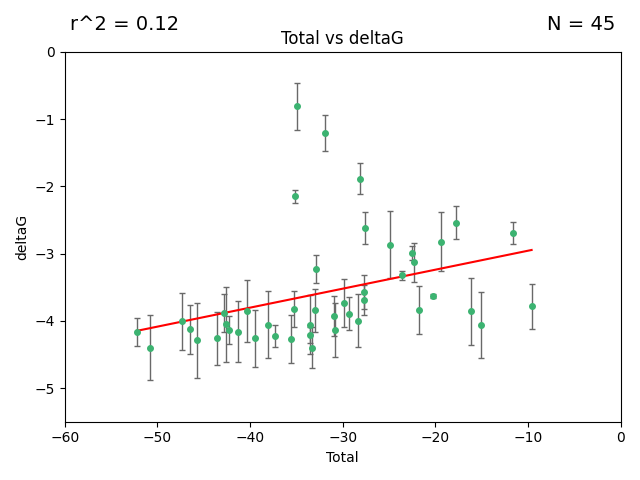 r^2 = 0.12
N = 45
Total vs deltaG
0
−1
−2
−3
−4
−5
deltaG
−60
−50
−40
−30
−20
−10
0
Total